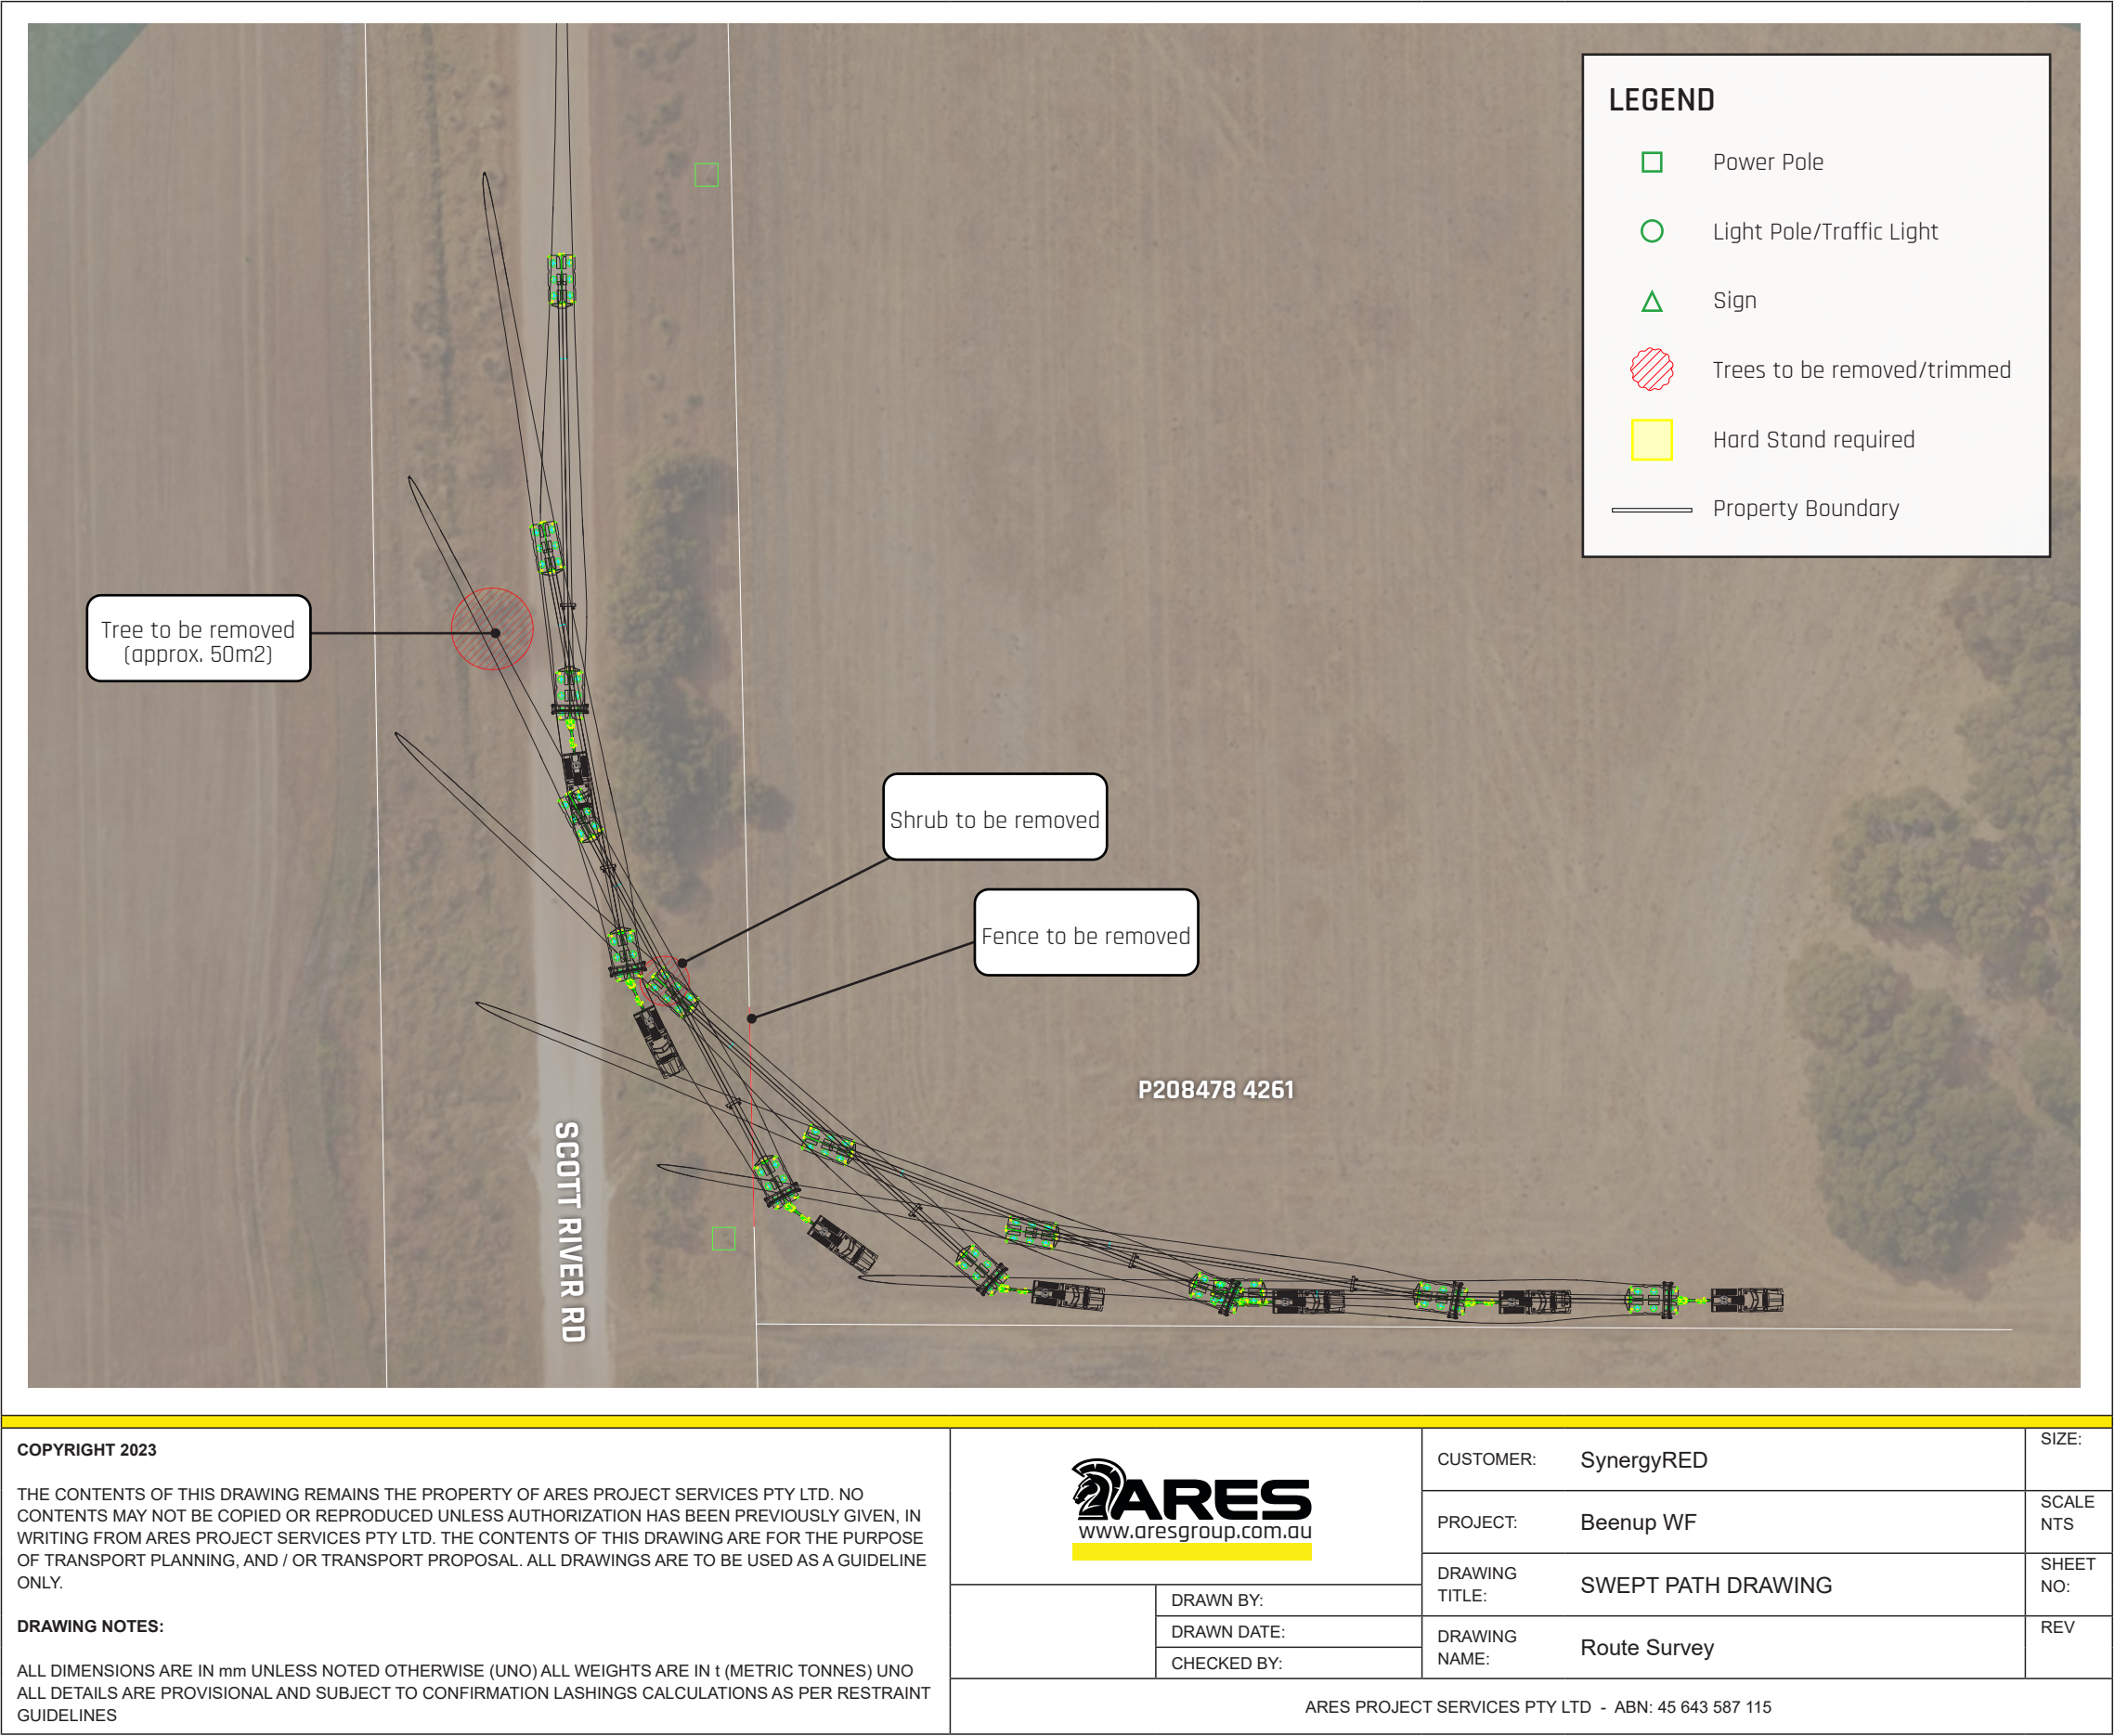 LEGEND
Power Pole
Light Pole/Traffic Light
Sign
Trees to be removed/trimmed
Hard Stand required
Property Boundary
Tree to be removed
(approx. 50m2)
Shrub to be removed
Fence to be removed
P208478 4261
SCOTT RIVER RD
COPYRIGHT 2023
THE CONTENTS OF THIS DRAWING REMAINS THE PROPERTY OF ARES PROJECT SERVICES PTY LTD. NO
CONTENTS MAY NOT BE COPIED OR REPRODUCED UNLESS AUTHORIZATION HAS BEEN PREVIOUSLY GIVEN, IN
WRITING FROM ARES PROJECT SERVICES PTY LTD. THE CONTENTS OF THIS DRAWING ARE FOR THE PURPOSE
OF TRANSPORT PLANNING, AND / OR TRANSPORT PROPOSAL. ALL DRAWINGS ARE TO BE USED AS A GUIDELINE
ONLY.
DRAWING NOTES:
ALL DIMENSIONS ARE IN mm UNLESS NOTED OTHERWISE (UNO) ALL WEIGHTS ARE IN t (METRIC TONNES) UNO
ALL DETAILS ARE PROVISIONAL AND SUBJECT TO CONFIRMATION LASHINGS CALCULATIONS AS PER RESTRAINT
GUIDELINES
ARES
www.aresgroup.com.au
DRAWN BY:
DRAWN DATE:
CHECKED BY:
CUSTOMER: SynergyRED
PROJECT: Beenup WF
DRAWING
TITLE: SWEPT PATH DRAWING
DRAWING
NAME: Route Survey
SIZE:
SCALE
NTS
SHEET
NO:
REV
ARES PROJECT SERVICES PTY LTD - ABN: 45 643 587 115